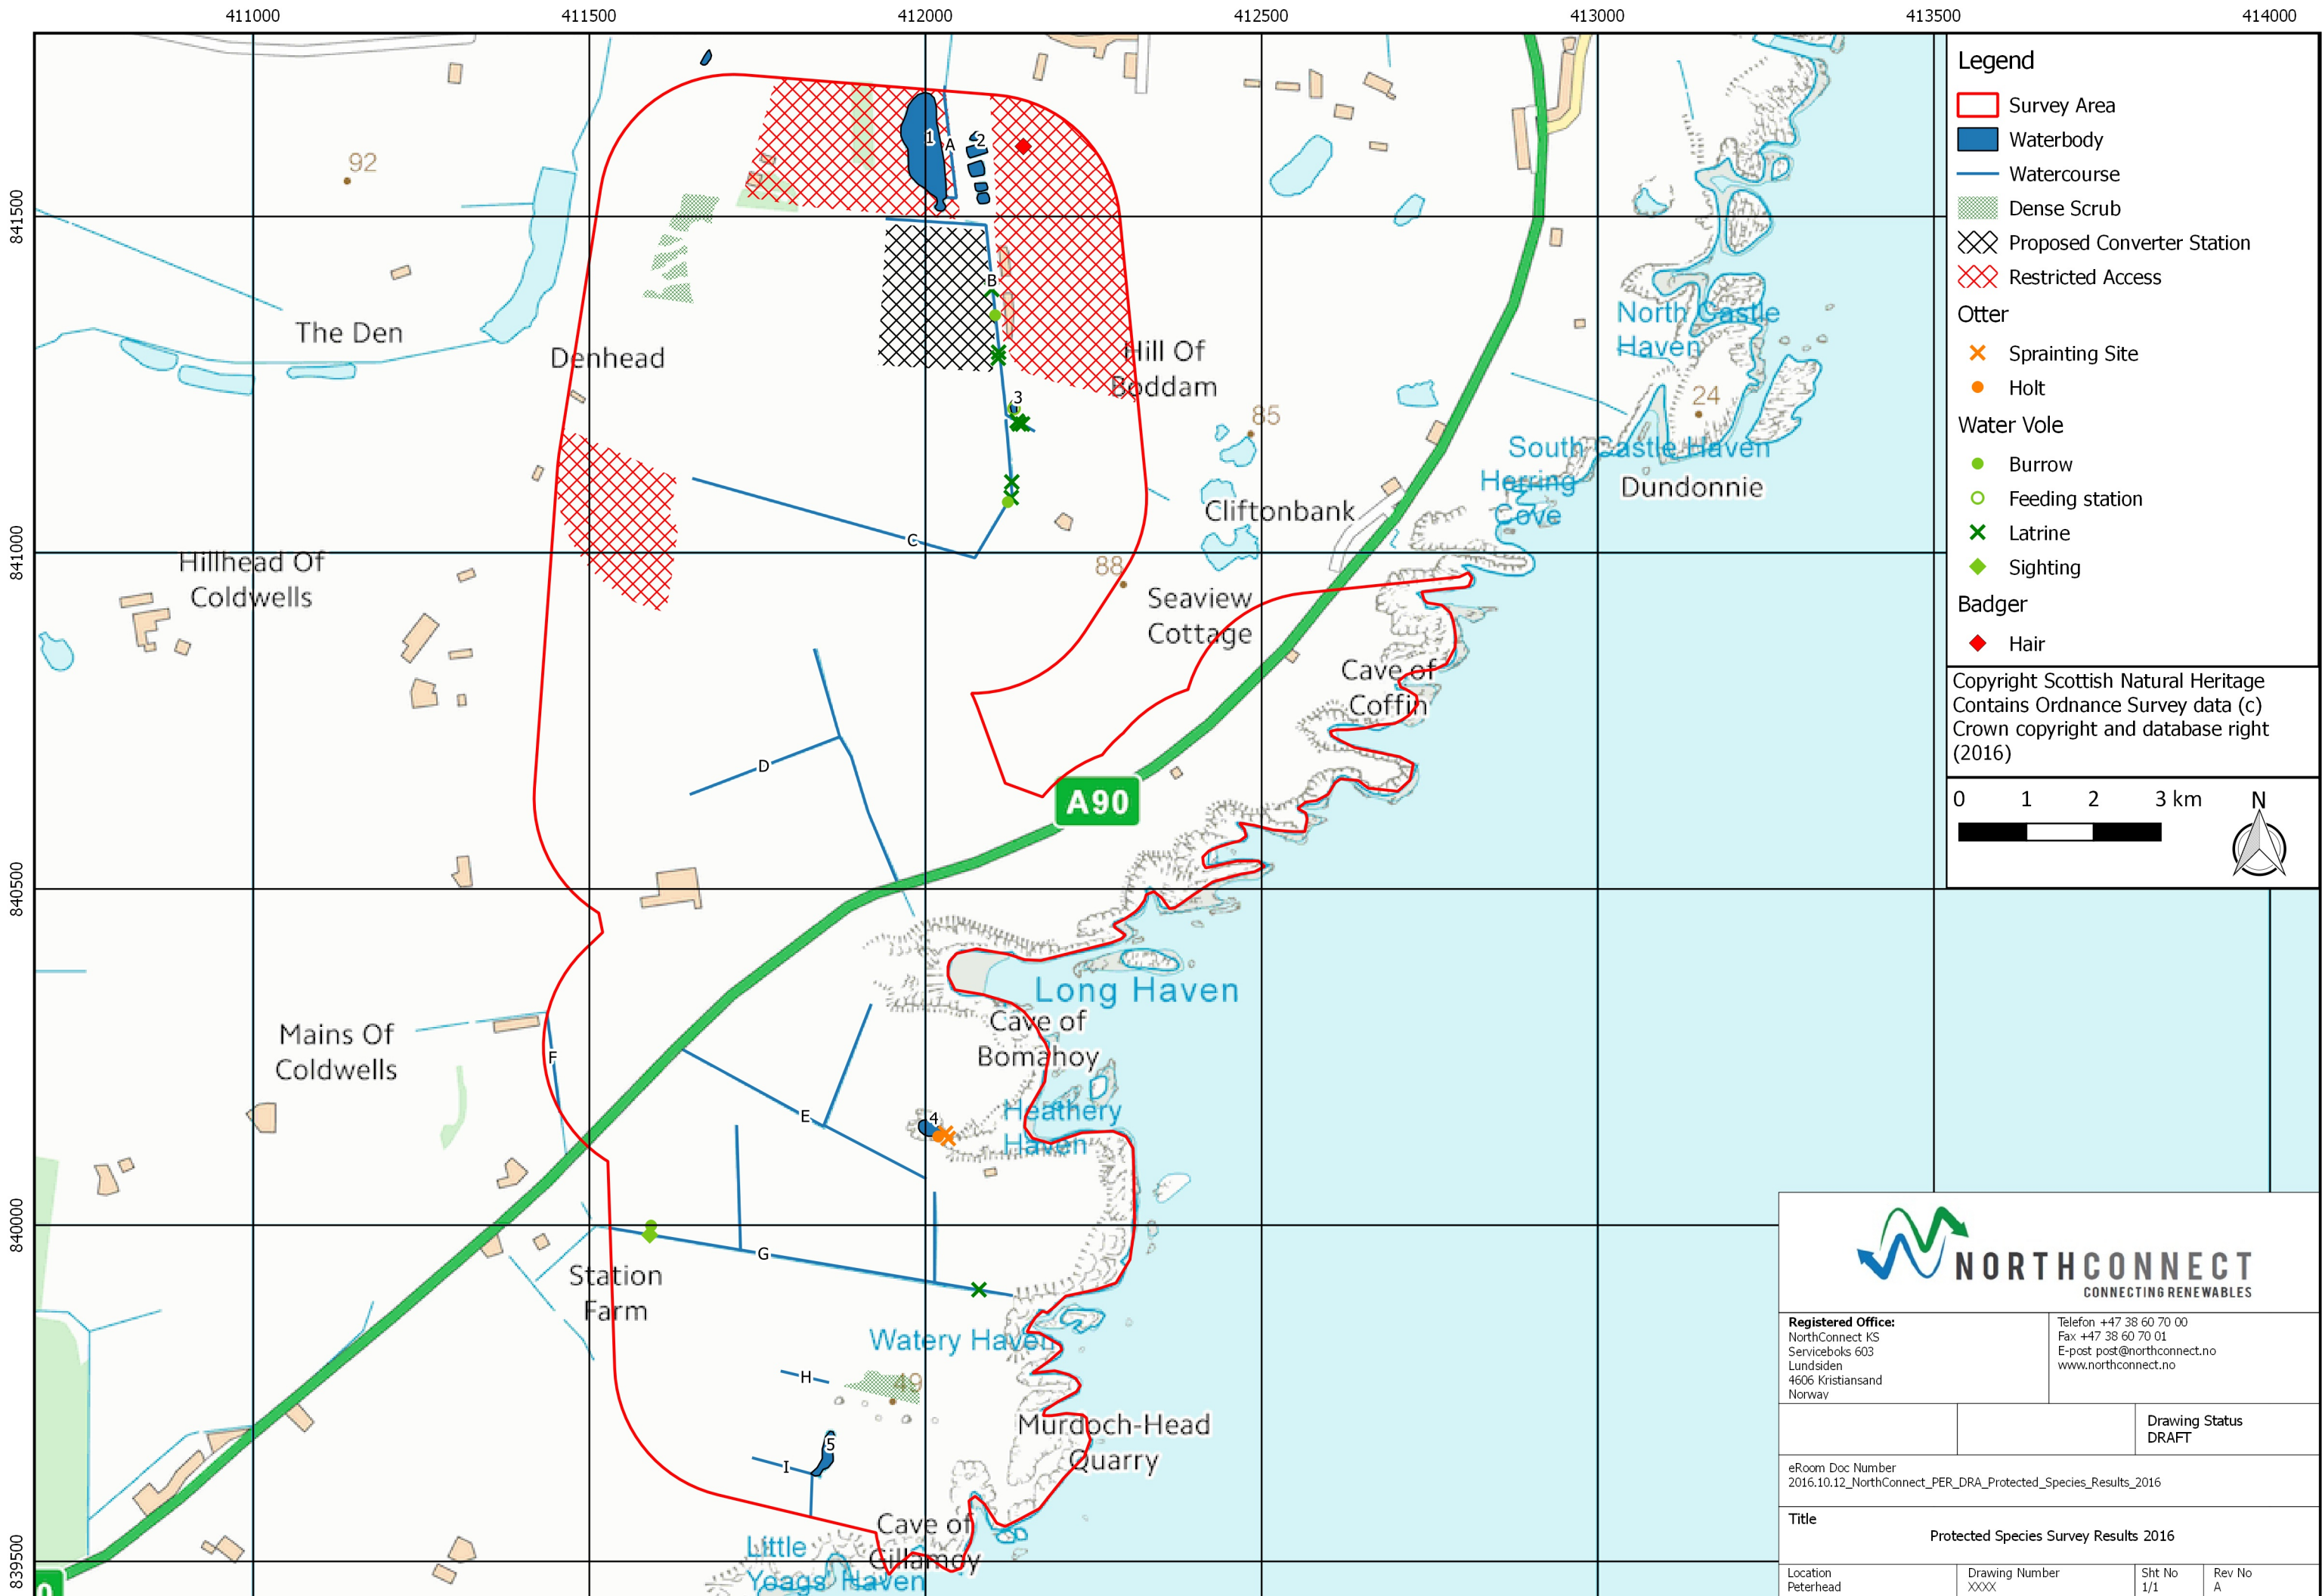 411000
411500
412000
412500
413000
413500
414000
841500
841000
840500
840000
839500
92
The Den
Denhead
Hill Of
Boddam
85
North Castle
Haven
24
South Castle Haven
Herring
Cove
Dundonnie
Cliftonbank
Hillhead Of
Coldwells
88
Seaview
Cottage
Cave of
Coffin
A90
Long Haven
Mains Of
Coldwells
Cave of
Bomahoy
Heathery
Haven
Station
Farm
Watery Haven
49
Murdoch-Head
Quarry
Cave of
Gillamoy
Little
Yoags Haven
0
1
A
2
B
3
C
D
F
E
4
G
H
5
I
Legend
Survey Area
Waterbody
Watercourse
Dense Scrub
Proposed Converter Station
Restricted Access
Otter
Sprainting Site
Holt
Water Vole
Burrow
Feeding station
Latrine
Sighting
Badger
Hair
Copyright Scottish Natural Heritage
Contains Ordnance Survey data (c)
Crown copyright and database right
(2016)
0 1 2 3 km
N
NORTHCONNECT
CONNECTING RENEWABLES
Registered Office:
NorthConnect KS
Serviceboks 603
Lundsiden
4606 Kristiansand
Norway
Telefon +47 38 60 70 00
Fax +47 38 60 70 01
E-post post@northconnect.no
www.northconnect.no
Drawing Status
DRAFT
eRoom Doc Number
2016.10.12_NorthConnect_PER_DRA_Protected_Species_Results_2016
Title
Protected Species Survey Results 2016
Location
Peterhead
Drawing Number
XXXX
Sht No
1/1
Rev No
A